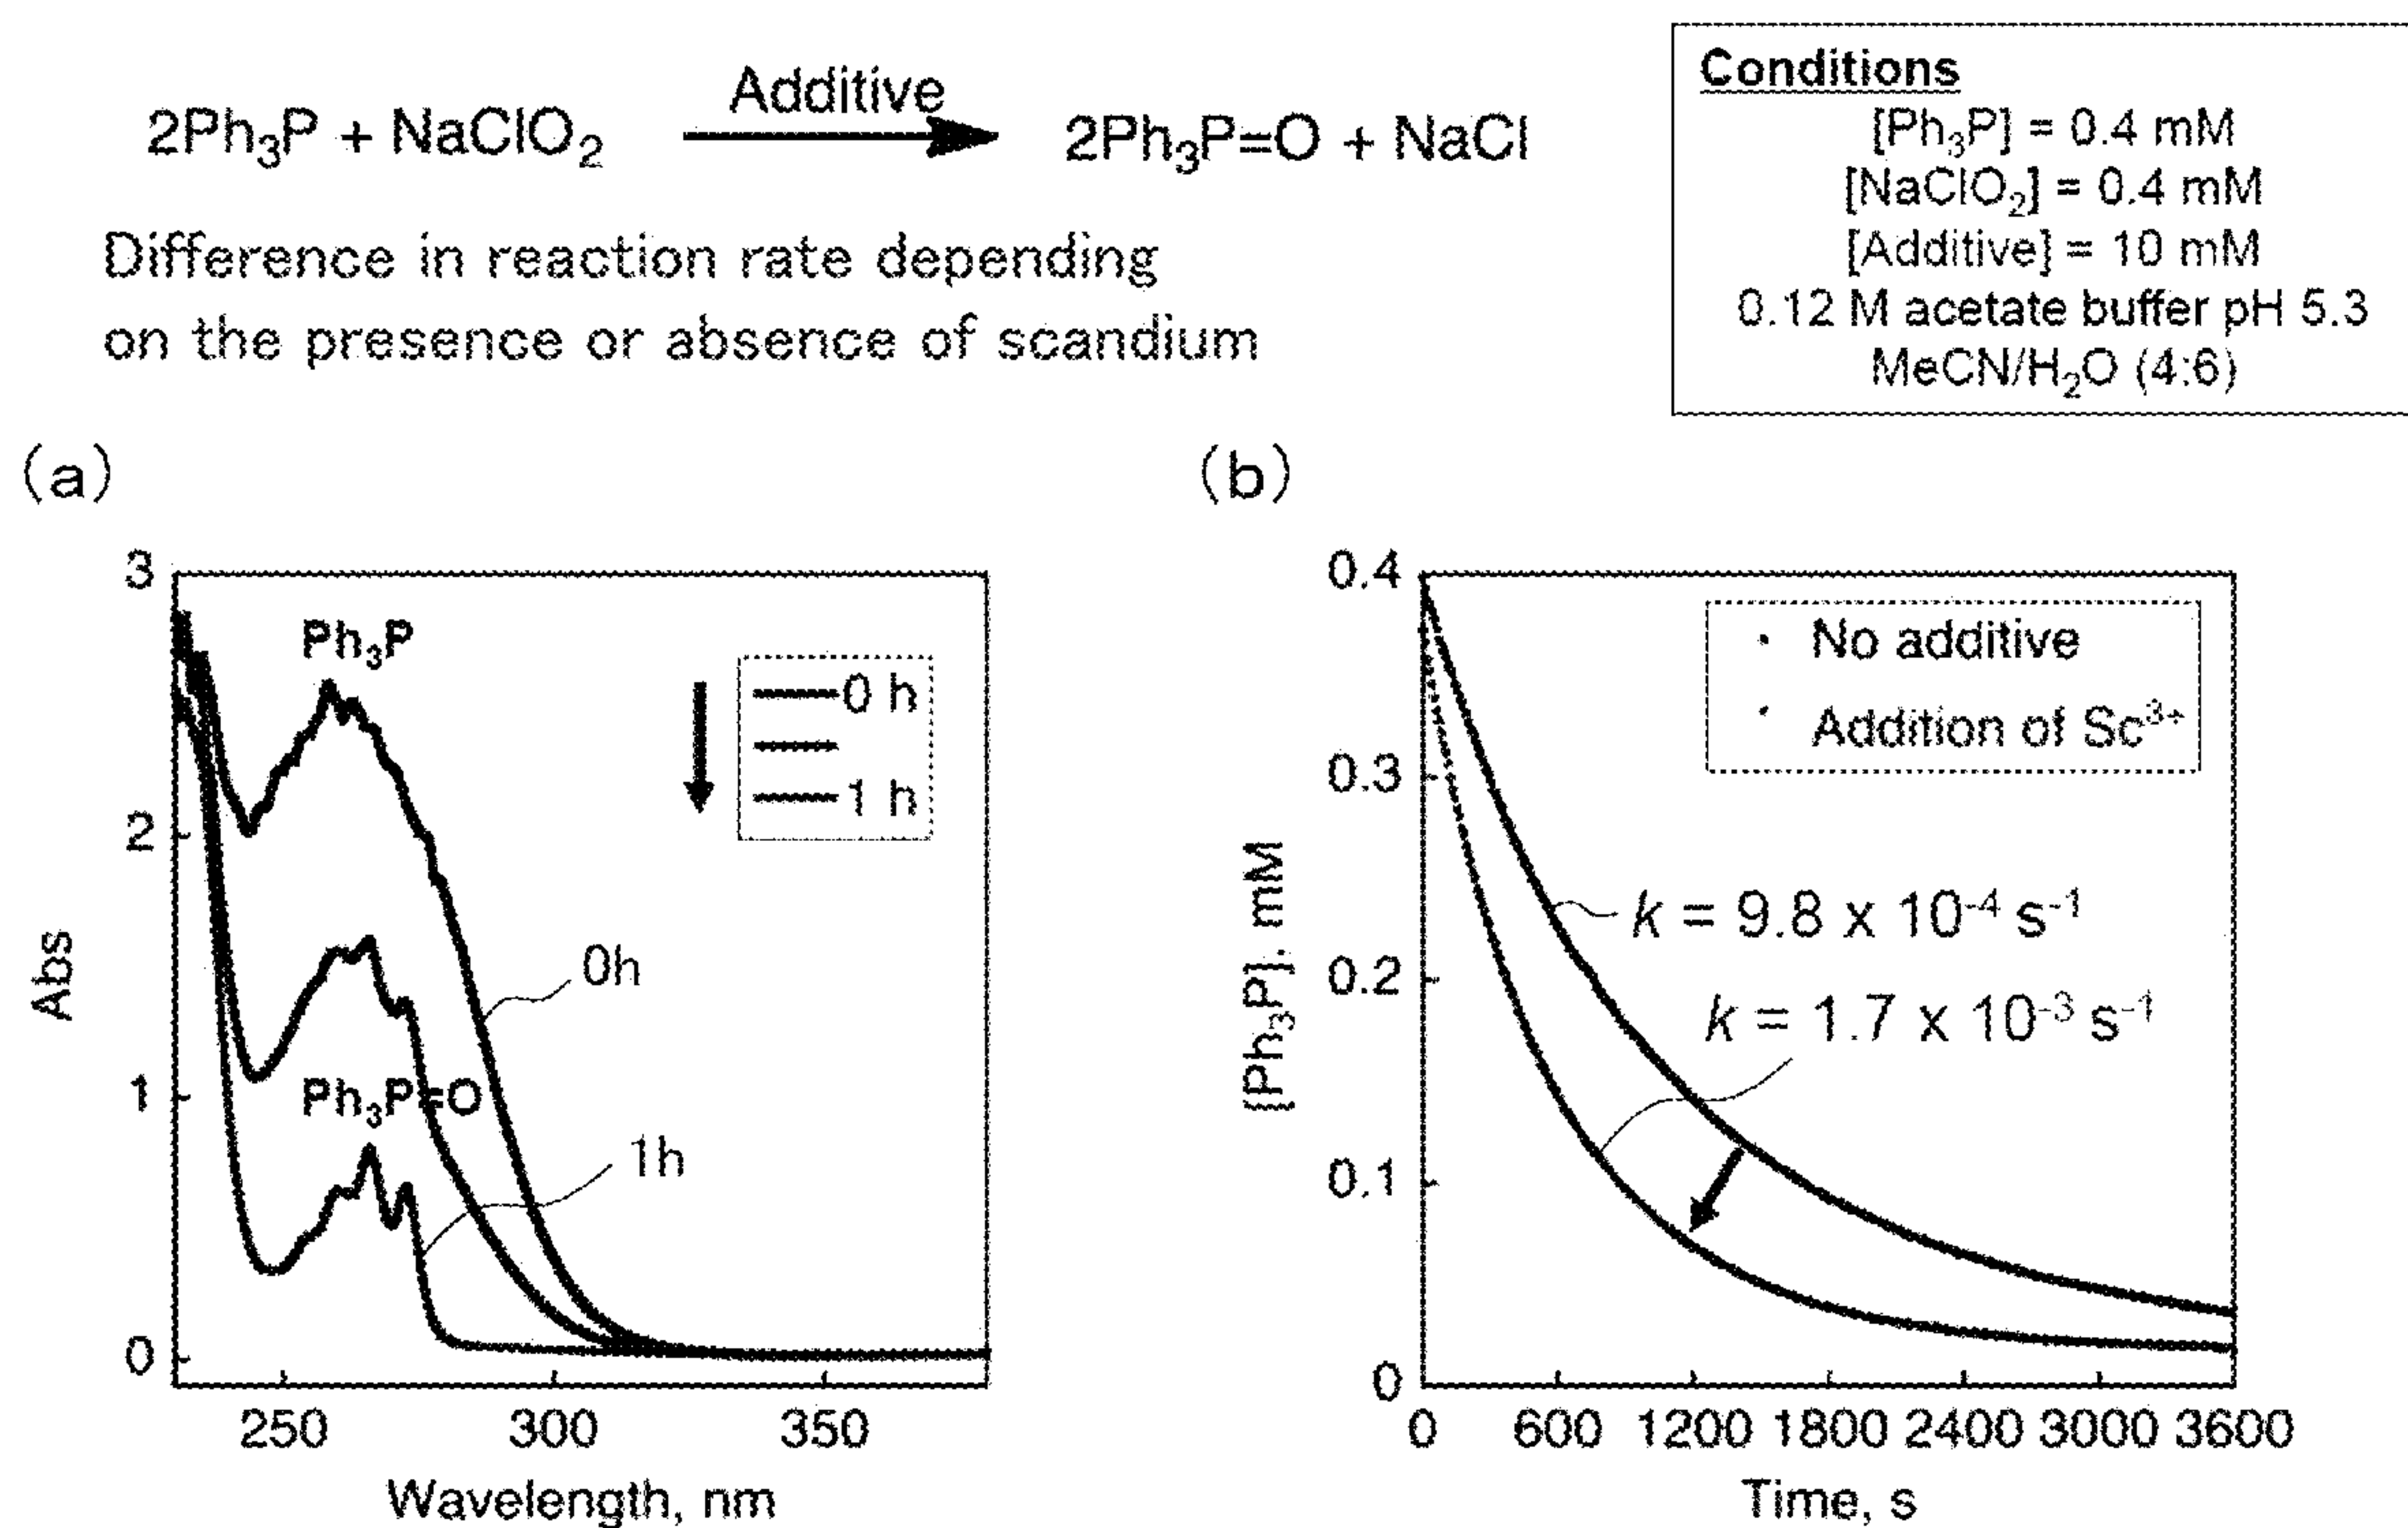 2Ph₃P + NaClO₂ Additive 2Ph₃P=O + NaCl
Difference in reaction rate depending
on the presence or absence of scandium
Conditions
[Ph₃P] = 0.4 mM
[NaClO₂] = 0.4 mM
[Additive] = 10 mM
0.12 M acetate buffer pH 5.3
MeCN/H₂O (4:6)
(a)
3
2
1
0
Abs
Ph₃P
0 h
1 h
0h
Ph₃P=O
1h
250 300 350
Wavelength, nm
(b)
0.4
0.3
0.2
0.1
0
[Ph₃P], mM
No additive
Addition of Sc³⁺
k = 9.8 x 10⁻⁴ s⁻¹
k = 1.7 x 10⁻³ s⁻¹
0 600 1200 1800 2400 3000 3600
Time, s